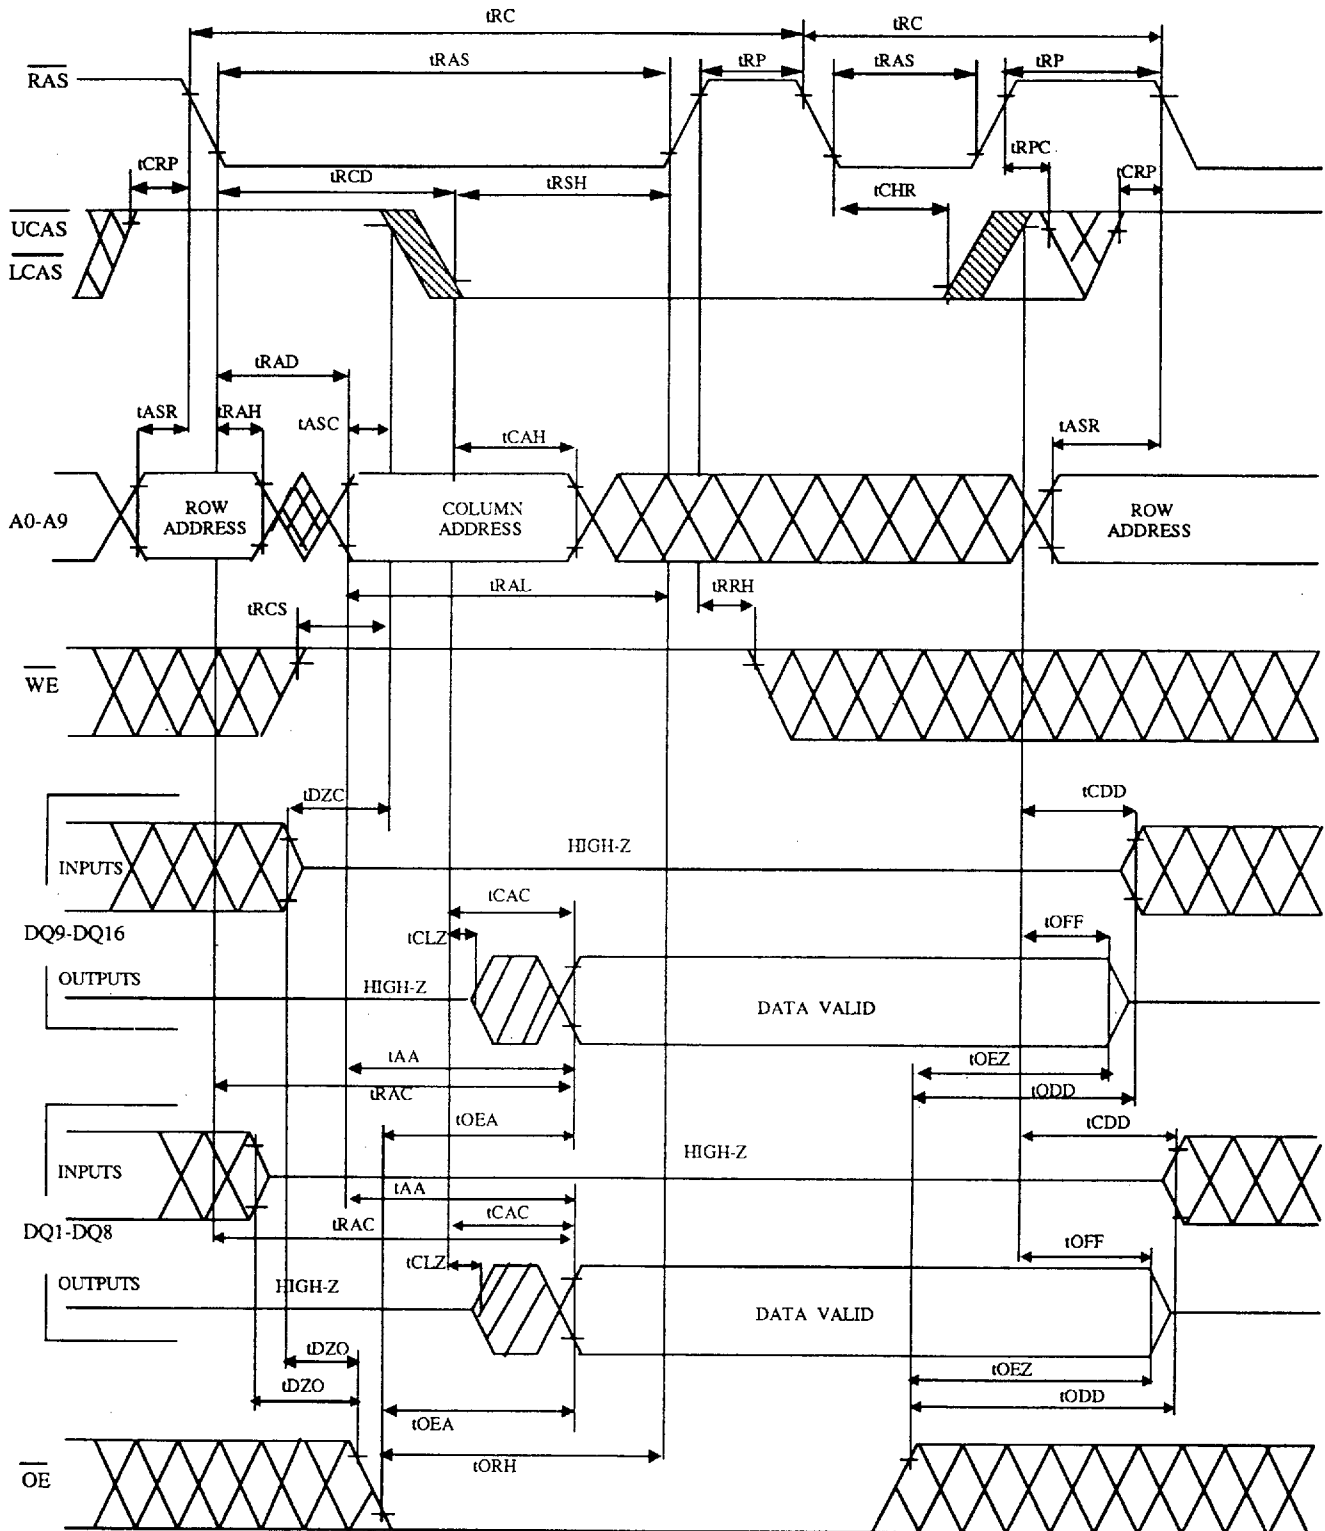 tRC
tRC
tRAS
tRP
tRAS
tRP
RAS
tCRP
tRCD
tRSH
tCHR
tRPC
tCRP
UCAS
LCAS
tRAD
tASR
tRAH
tASC
tCAH
tASR
A0-A9
ROW
ADDRESS
COLUMN
ADDRESS
ROW
ADDRESS
tRAL
tRRH
tRCS
WE
tDZC
tCDD
INPUTS
HIGH-Z
tCAC
DQ9-DQ16
tCLZ
tOFF
OUTPUTS
HIGH-Z
DATA VALID
tAA
tOEZ
tRAC
tODD
tOEA
tCDD
INPUTS
HIGH-Z
tAA
tCAC
DQ1-DQ8
tRAC
tCLZ
tOFF
OUTPUTS
HIGH-Z
DATA VALID
tDZO
tOEZ
tDZO
tODD
tOEA
tORH
OE